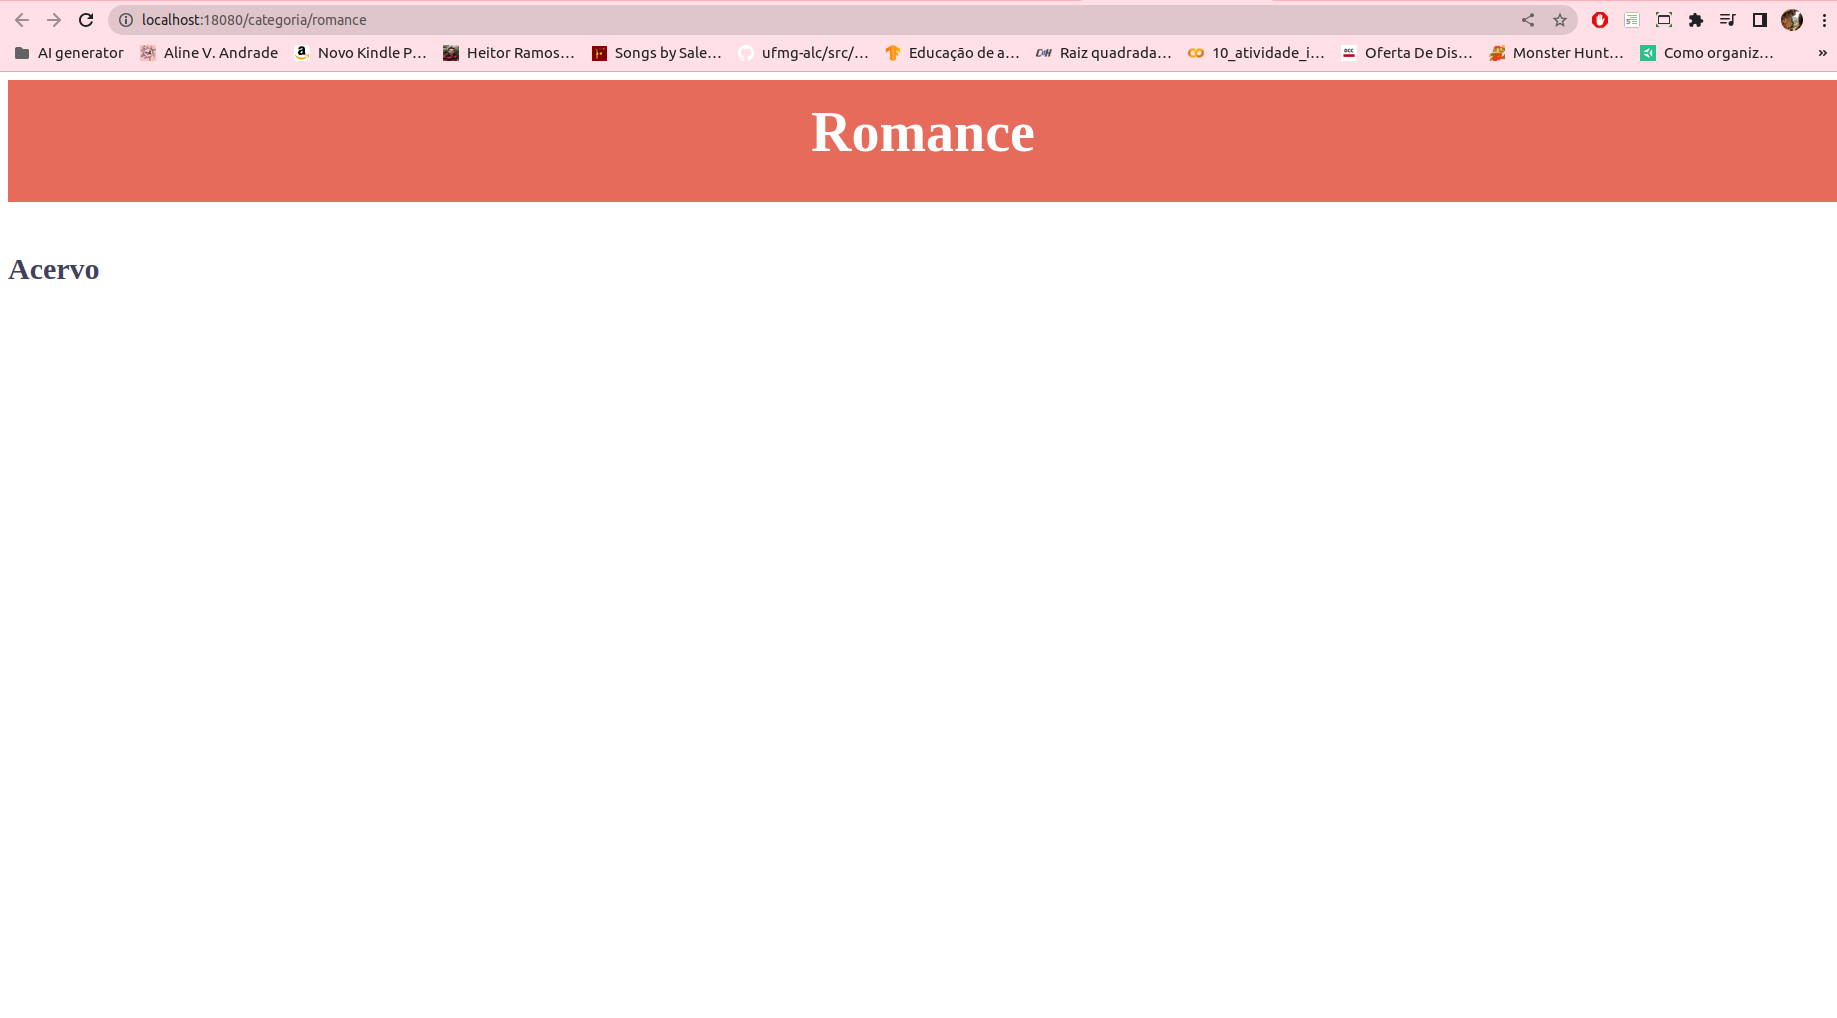 localhost:18080/categoria/romance
AI generator Aline V. Andrade Novo Kindle P… Heitor Ramos… Songs by Sale… ufmg-alc/src/… Educação de a… Raiz quadrada… 10_atividade_i… Oferta De Dis… Monster Hunt… Como organiz… »
Romance
Acervo